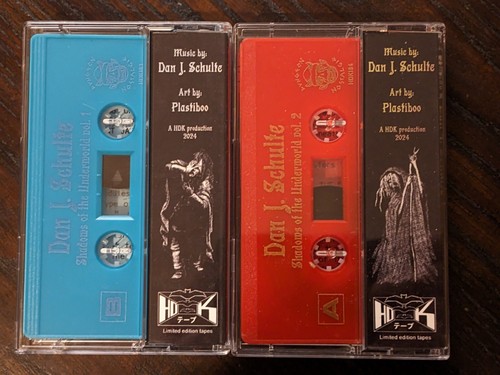 Dan J. Schulte
Shadows of the Underworld vol. 1
Music by:
Dan J. Schulte
Art by:
Plastiboo
A HDK production
2024
HDK
テープ
Limited edition tapes
Dan J. Schulte
Shadows of the Underworld vol. 2
A
Music by:
Dan J. Schulte
Art by:
Plastiboo
A HDK production
2024
HDK
テープ
Limited edition tapes